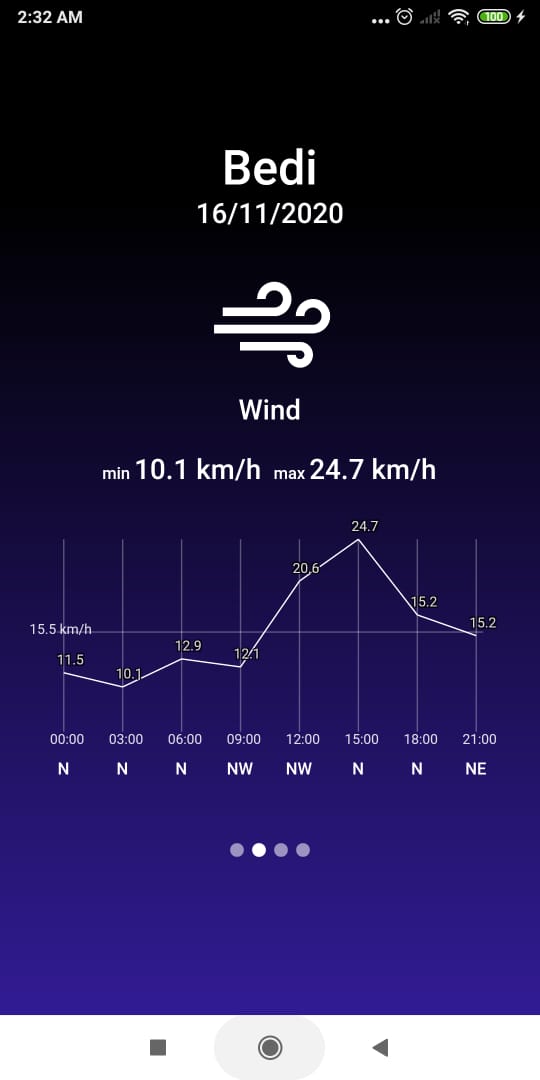 2:32 AM
100
Bedi
16/11/2020
Wind
min 10.1 km/h max 24.7 km/h
24.7
20.6
15.2
15.2
15.5 km/h
12.9
12.1
11.5
10.1
00:00 03:00 06:00 09:00 12:00 15:00 18:00 21:00
N N N NW NW N N NE